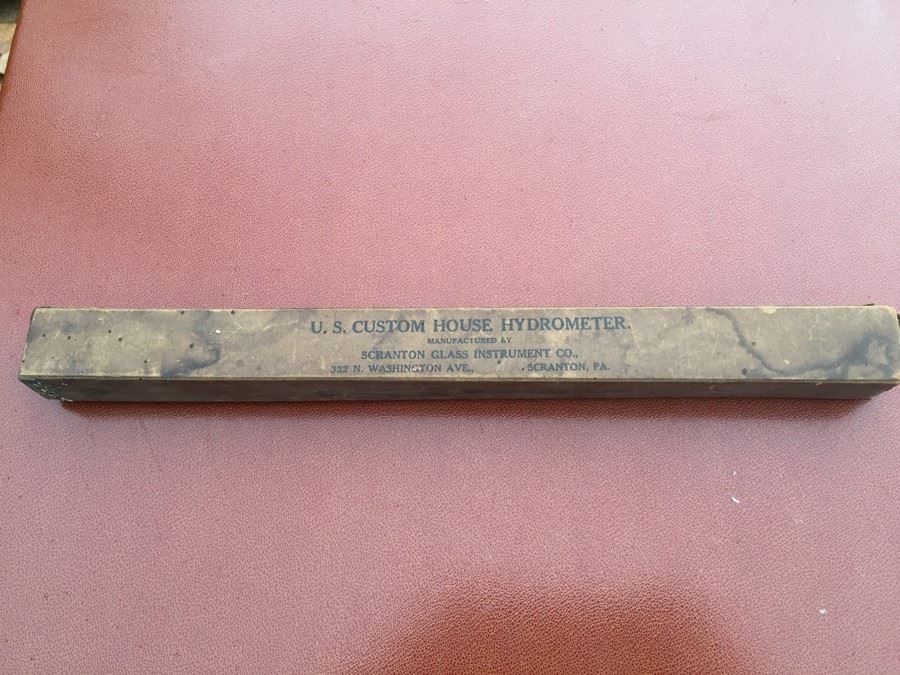 U. S. CUSTOM HOUSE HYDROMETER.
MANUFACTURED BY
SCRANTON GLASS INSTRUMENT CO.,
322 N. WASHINGTON AVE., SCRANTON, PA.